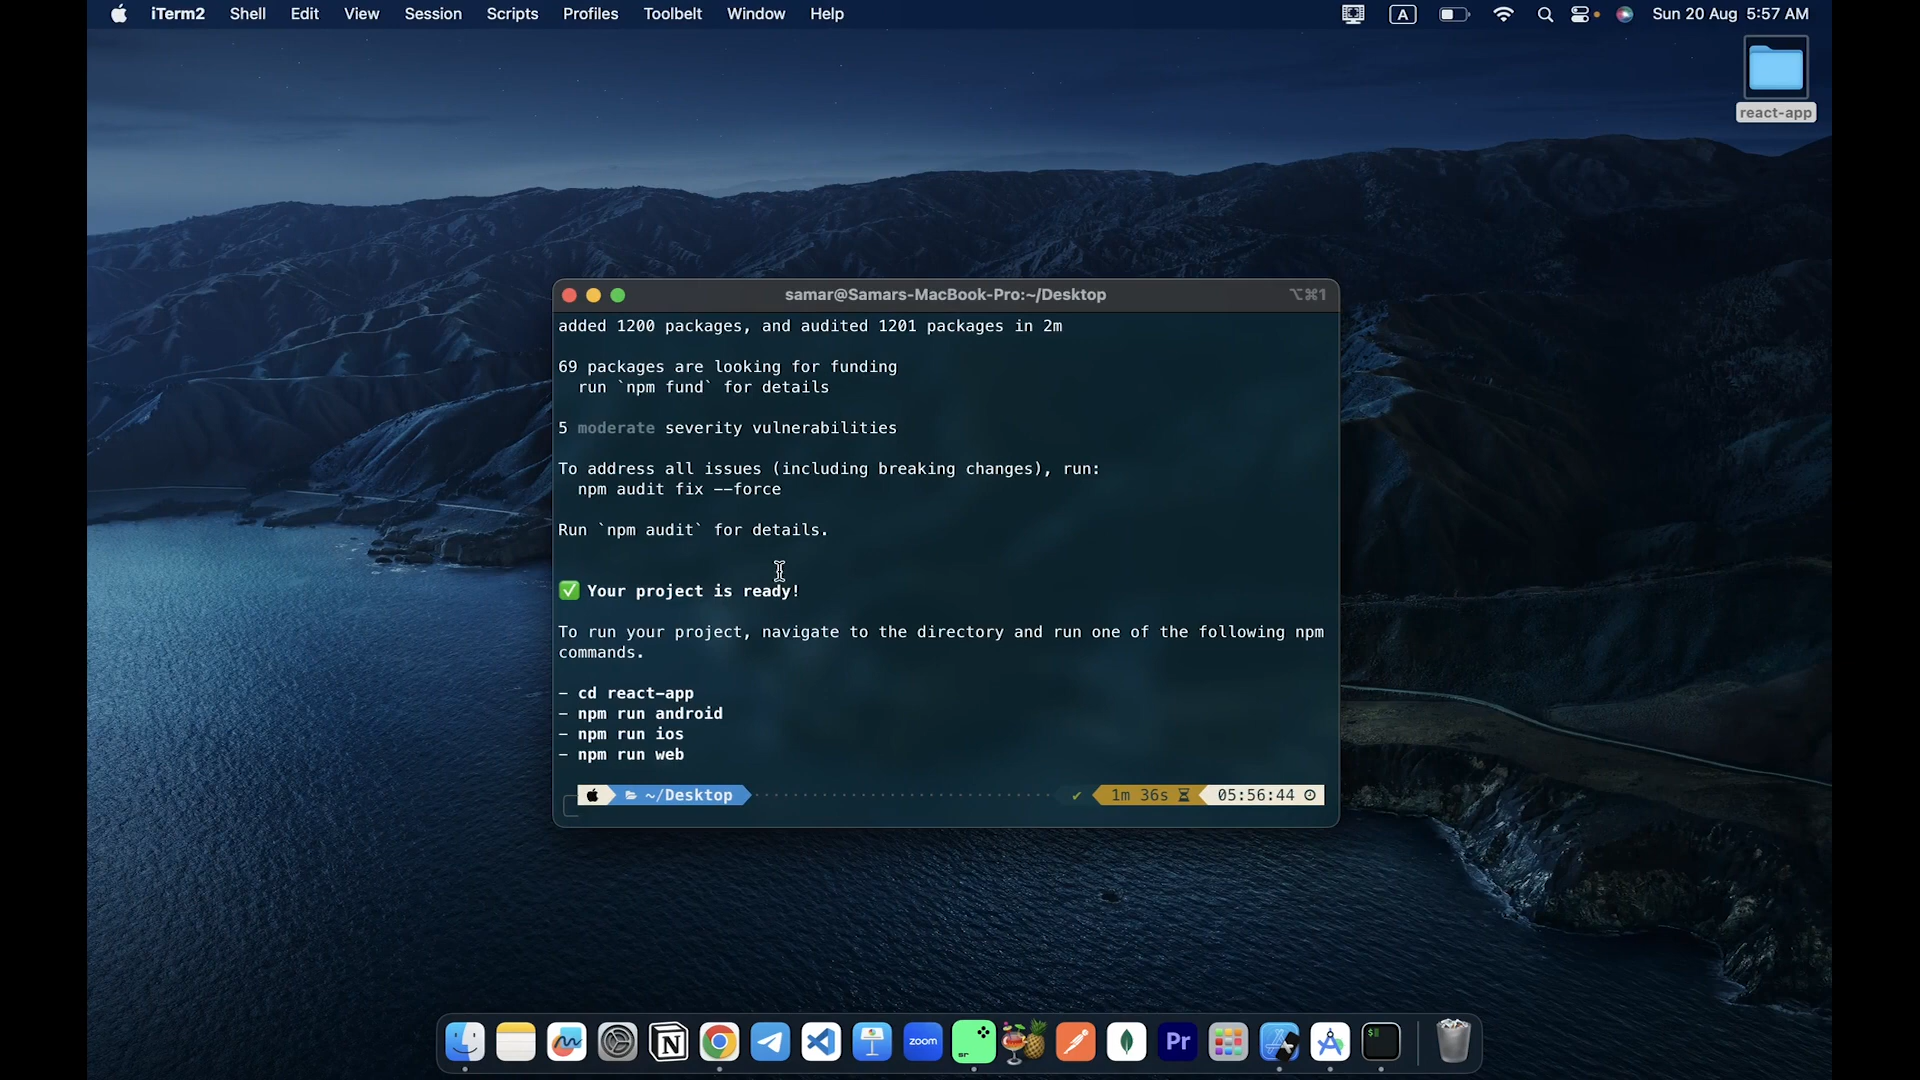 iTerm2 Shell Edit View Session Scripts Profiles Toolbelt Window Help A Sun 20 Aug 5:57 AM
react-app
samar@Samars-MacBook-Pro:~/Desktop ⌥⌘1
added 1200 packages, and audited 1201 packages in 2m
69 packages are looking for funding
run `npm fund` for details
5 moderate severity vulnerabilities
To address all issues (including breaking changes), run:
npm audit fix --force
Run `npm audit` for details.
✅ Your project is ready!
To run your project, navigate to the directory and run one of the following npm
commands.
- cd react-app
- npm run android
- npm run ios
- npm run web
~/Desktop ✔ 1m 36s 05:56:44
N zoom sr Pr $